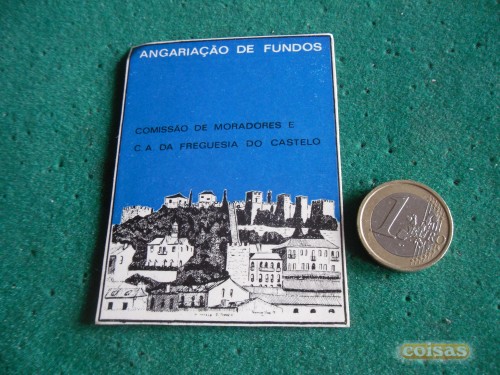 ANGARIAÇÃO DE FUNDOS
COMISSÃO DE MORADORES E
C.A DA FREGUESIA DO CASTELO
1
EURO
coisas